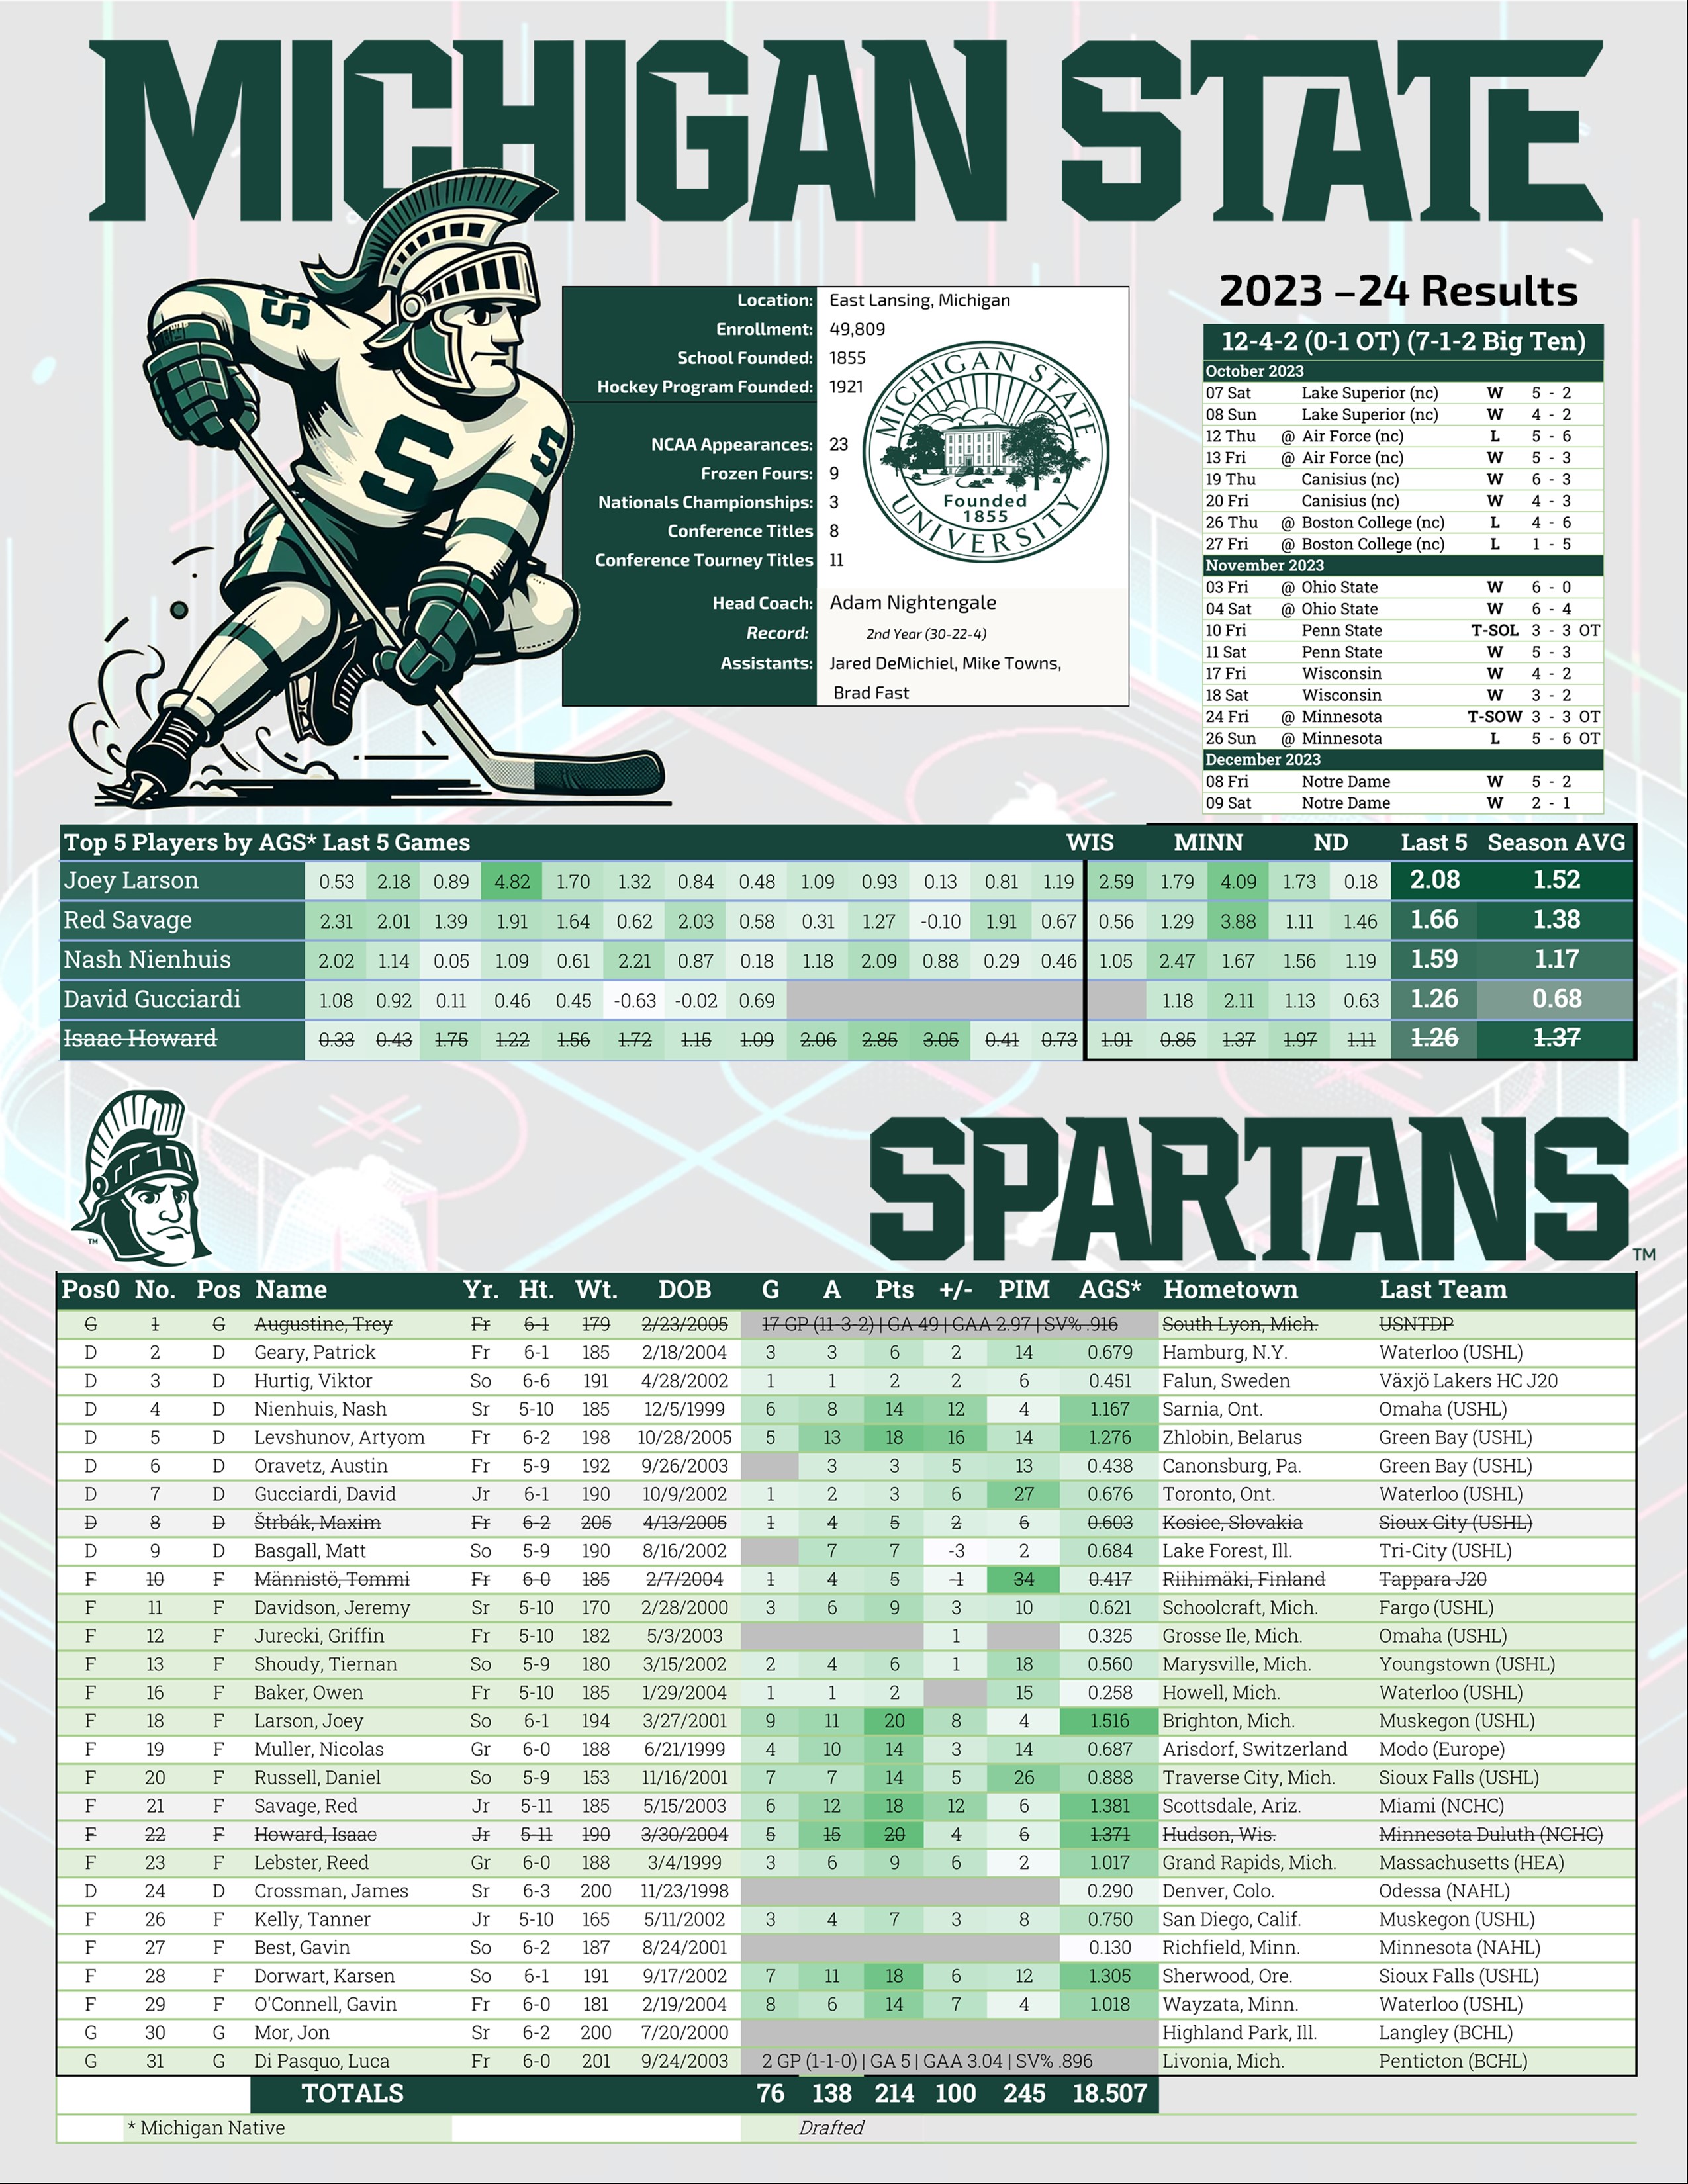 MICHIGAN STATE
2023 –24 Results
12-4-2 (0-1 OT) (7-1-2 Big Ten)
October 2023
07 Sat Lake Superior (nc) W 5 - 2
08 Sun Lake Superior (nc) W 4 - 2
12 Thu @ Air Force (nc) L 5 - 6
13 Fri @ Air Force (nc) W 5 - 3
19 Thu Canisius (nc) W 6 - 3
20 Fri Canisius (nc) W 4 - 3
26 Thu @ Boston College (nc) L 4 - 6
27 Fri @ Boston College (nc) L 1 - 5
November 2023
03 Fri @ Ohio State W 6 - 0
04 Sat @ Ohio State W 6 - 4
10 Fri Penn State T-SOL 3 - 3 OT
11 Sat Penn State W 5 - 3
17 Fri Wisconsin W 4 - 2
18 Sat Wisconsin W 3 - 2
24 Fri @ Minnesota T-SOW 3 - 3 OT
26 Sun @ Minnesota L 5 - 6 OT
December 2023
08 Fri Notre Dame W 5 - 2
09 Sat Notre Dame W 2 - 1
S
S
S
Location: East Lansing, Michigan
Enrollment: 49,809
School Founded: 1855
Hockey Program Founded: 1921
NCAA Appearances: 23
Frozen Fours: 9
Nationals Championships: 3
Conference Titles 8
Conference Tourney Titles 11
Head Coach: Adam Nightengale
Record: 2nd Year (30-22-4)
Assistants: Jared DeMichiel, Mike Towns,
Brad Fast
MICHIGAN STATE
UNIVERSITY
Founded
1855
Top 5 Players by AGS* Last 5 Games WIS MINN ND Last 5 Season AVG
Joey Larson 0.53 2.18 0.89 4.82 1.70 1.32 0.84 0.48 1.09 0.93 0.13 0.81 1.19 2.59 1.79 4.09 1.73 0.18 2.08 1.52
Red Savage 2.31 2.01 1.39 1.91 1.64 0.62 2.03 0.58 0.31 1.27 -0.10 1.91 0.67 0.56 1.29 3.88 1.11 1.46 1.66 1.38
Nash Nienhuis 2.02 1.14 0.05 1.09 0.61 2.21 0.87 0.18 1.18 2.09 0.88 0.29 0.46 1.05 2.47 1.67 1.56 1.19 1.59 1.17
David Gucciardi 1.08 0.92 0.11 0.46 0.45 -0.63 -0.02 0.69 1.18 2.11 1.13 0.63 1.26 0.68
Isaac Howard 0.33 0.43 1.75 1.22 1.56 1.72 1.15 1.09 2.06 2.85 3.05 0.41 0.73 1.01 0.85 1.37 1.97 1.11 1.26 1.37
TM
SPARTANS TM
Pos0 No. Pos Name Yr. Ht. Wt. DOB G A Pts +/- PIM AGS* Hometown Last Team
G 1 G Augustine, Trey Fr 6-1 179 2/23/2005 17 GP (11-3-2) | GA 49 | GAA 2.97 | SV% .916 South Lyon, Mich. USNTDP
D 2 D Geary, Patrick Fr 6-1 185 2/18/2004 3 3 6 2 14 0.679 Hamburg, N.Y. Waterloo (USHL)
D 3 D Hurtig, Viktor So 6-6 191 4/28/2002 1 1 2 2 6 0.451 Falun, Sweden Växjö Lakers HC J20
D 4 D Nienhuis, Nash Sr 5-10 185 12/5/1999 6 8 14 12 4 1.167 Sarnia, Ont. Omaha (USHL)
D 5 D Levshunov, Artyom Fr 6-2 198 10/28/2005 5 13 18 16 14 1.276 Zhlobin, Belarus Green Bay (USHL)
D 6 D Oravetz, Austin Fr 5-9 192 9/26/2003 3 3 5 13 0.438 Canonsburg, Pa. Green Bay (USHL)
D 7 D Gucciardi, David Jr 6-1 190 10/9/2002 1 2 3 6 27 0.676 Toronto, Ont. Waterloo (USHL)
D 8 D Štrbák, Maxim Fr 6-2 205 4/13/2005 1 4 5 2 6 0.603 Kosice, Slovakia Sioux City (USHL)
D 9 D Basgall, Matt So 5-9 190 8/16/2002 7 7 -3 2 0.684 Lake Forest, Ill. Tri-City (USHL)
F 10 F Männistö, Tommi Fr 6-0 185 2/7/2004 1 4 5 -1 34 0.417 Riihimäki, Finland Tappara J20
F 11 F Davidson, Jeremy Sr 5-10 170 2/28/2000 3 6 9 3 10 0.621 Schoolcraft, Mich. Fargo (USHL)
F 12 F Jurecki, Griffin Fr 5-10 182 5/3/2003 1 0.325 Grosse Ile, Mich. Omaha (USHL)
F 13 F Shoudy, Tiernan So 5-9 180 3/15/2002 2 4 6 1 18 0.560 Marysville, Mich. Youngstown (USHL)
F 16 F Baker, Owen Fr 5-10 185 1/29/2004 1 1 2 15 0.258 Howell, Mich. Waterloo (USHL)
F 18 F Larson, Joey So 6-1 194 3/27/2001 9 11 20 8 4 1.516 Brighton, Mich. Muskegon (USHL)
F 19 F Muller, Nicolas Gr 6-0 188 6/21/1999 4 10 14 3 14 0.687 Arisdorf, Switzerland Modo (Europe)
F 20 F Russell, Daniel So 5-9 153 11/16/2001 7 7 14 5 26 0.888 Traverse City, Mich. Sioux Falls (USHL)
F 21 F Savage, Red Jr 5-11 185 5/15/2003 6 12 18 12 6 1.381 Scottsdale, Ariz. Miami (NCHC)
F 22 F Howard, Isaac Jr 5-11 190 3/30/2004 5 15 20 4 6 1.371 Hudson, Wis. Minnesota Duluth (NCHC)
F 23 F Lebster, Reed Gr 6-0 188 3/4/1999 3 6 9 6 2 1.017 Grand Rapids, Mich. Massachusetts (HEA)
D 24 D Crossman, James Sr 6-3 200 11/23/1998 0.290 Denver, Colo. Odessa (NAHL)
F 26 F Kelly, Tanner Jr 5-10 165 5/11/2002 3 4 7 3 8 0.750 San Diego, Calif. Muskegon (USHL)
F 27 F Best, Gavin So 6-2 187 8/24/2001 0.130 Richfield, Minn. Minnesota (NAHL)
F 28 F Dorwart, Karsen So 6-1 191 9/17/2002 7 11 18 6 12 1.305 Sherwood, Ore. Sioux Falls (USHL)
F 29 F O'Connell, Gavin Fr 6-0 181 2/19/2004 8 6 14 7 4 1.018 Wayzata, Minn. Waterloo (USHL)
G 30 G Mor, Jon Sr 6-2 200 7/20/2000 Highland Park, Ill. Langley (BCHL)
G 31 G Di Pasquo, Luca Fr 6-0 201 9/24/2003 2 GP (1-1-0) | GA 5 | GAA 3.04 | SV% .896 Livonia, Mich. Penticton (BCHL)
TOTALS 76 138 214 100 245 18.507
* Michigan Native Drafted